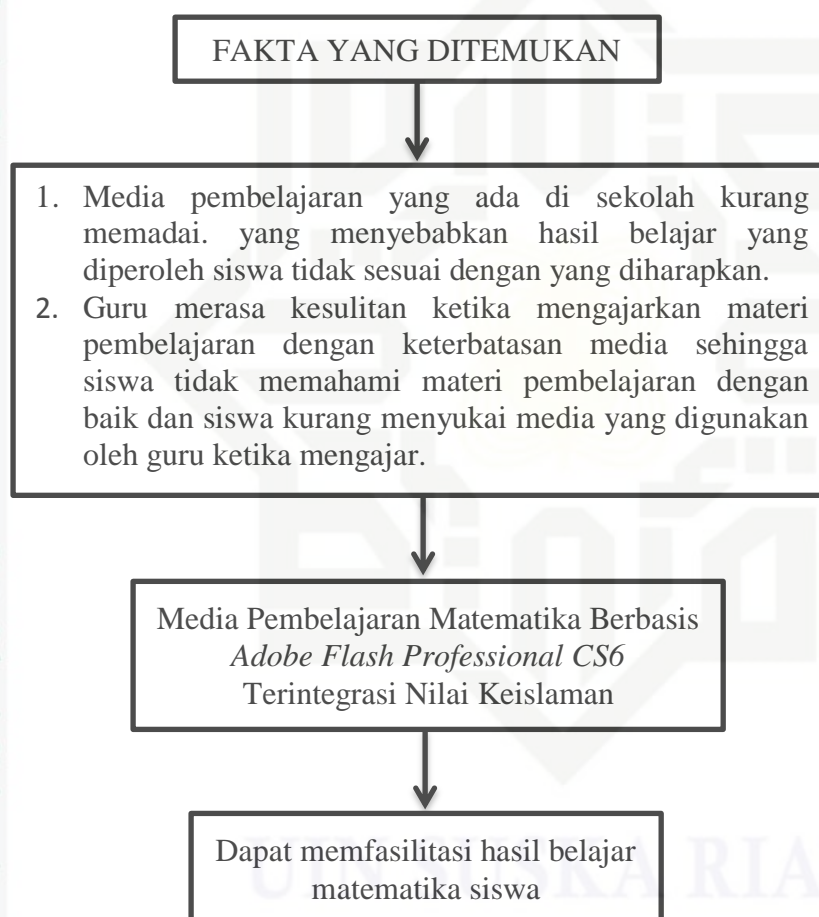 FAKTA YANG DITEMUKAN
1. Media pembelajaran yang ada di sekolah kurang
memadai. yang menyebabkan hasil belajar yang
diperoleh siswa tidak sesuai dengan yang diharapkan.
2. Guru merasa kesulitan ketika mengajarkan materi
pembelajaran dengan keterbatasan media sehingga
siswa tidak memahami materi pembelajaran dengan
baik dan siswa kurang menyukai media yang digunakan
oleh guru ketika mengajar.
Media Pembelajaran Matematika Berbasis
Adobe Flash Professional CS6
Terintegrasi Nilai Keislaman
Dapat memfasilitasi hasil belajar
matematika siswa
UIN SUSKA RIA